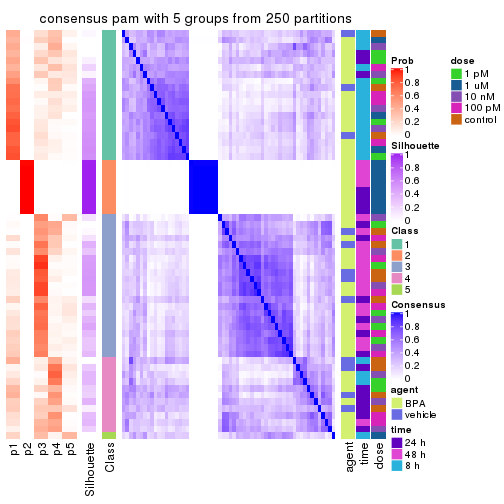 consensus pam with 5 groups from 250 partitions
Prob
1
0.8
0.6
0.4
0.2
0
dose
1 pM
1 uM
10 nM
100 pM
control
Silhouette
1
0.8
0.6
0.4
0.2
0
Class
1
2
3
4
5
Consensus
1
0.8
0.6
0.4
0.2
0
agent
BPA
vehicle
time
24 h
48 h
8 h
p1
p2
p3
p4
p5
Silhouette
Class
agent
time
dose